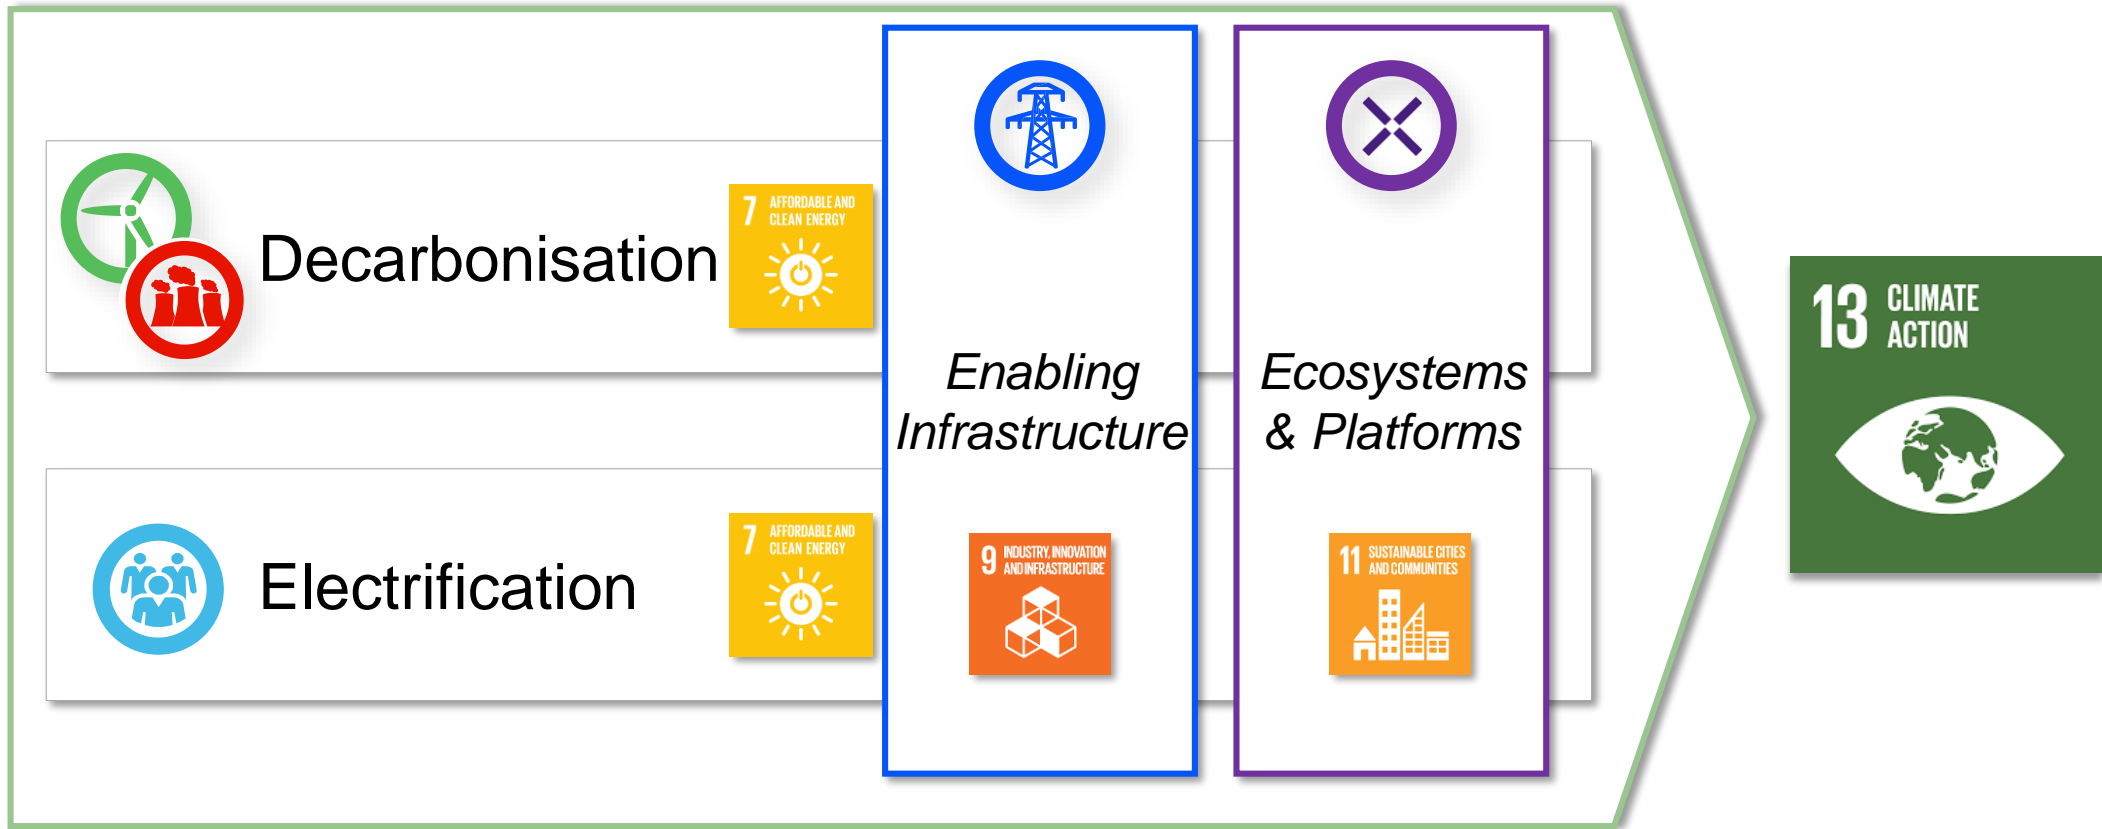 Decarbonisation
7 AFFORDABLE AND
CLEAN ENERGY
Electrification
7 AFFORDABLE AND
CLEAN ENERGY
Enabling
Infrastructure
9 INDUSTRY, INNOVATION
AND INFRASTRUCTURE
Ecosystems
& Platforms
11 SUSTAINABLE CITIES
AND COMMUNITIES
13 CLIMATE
ACTION